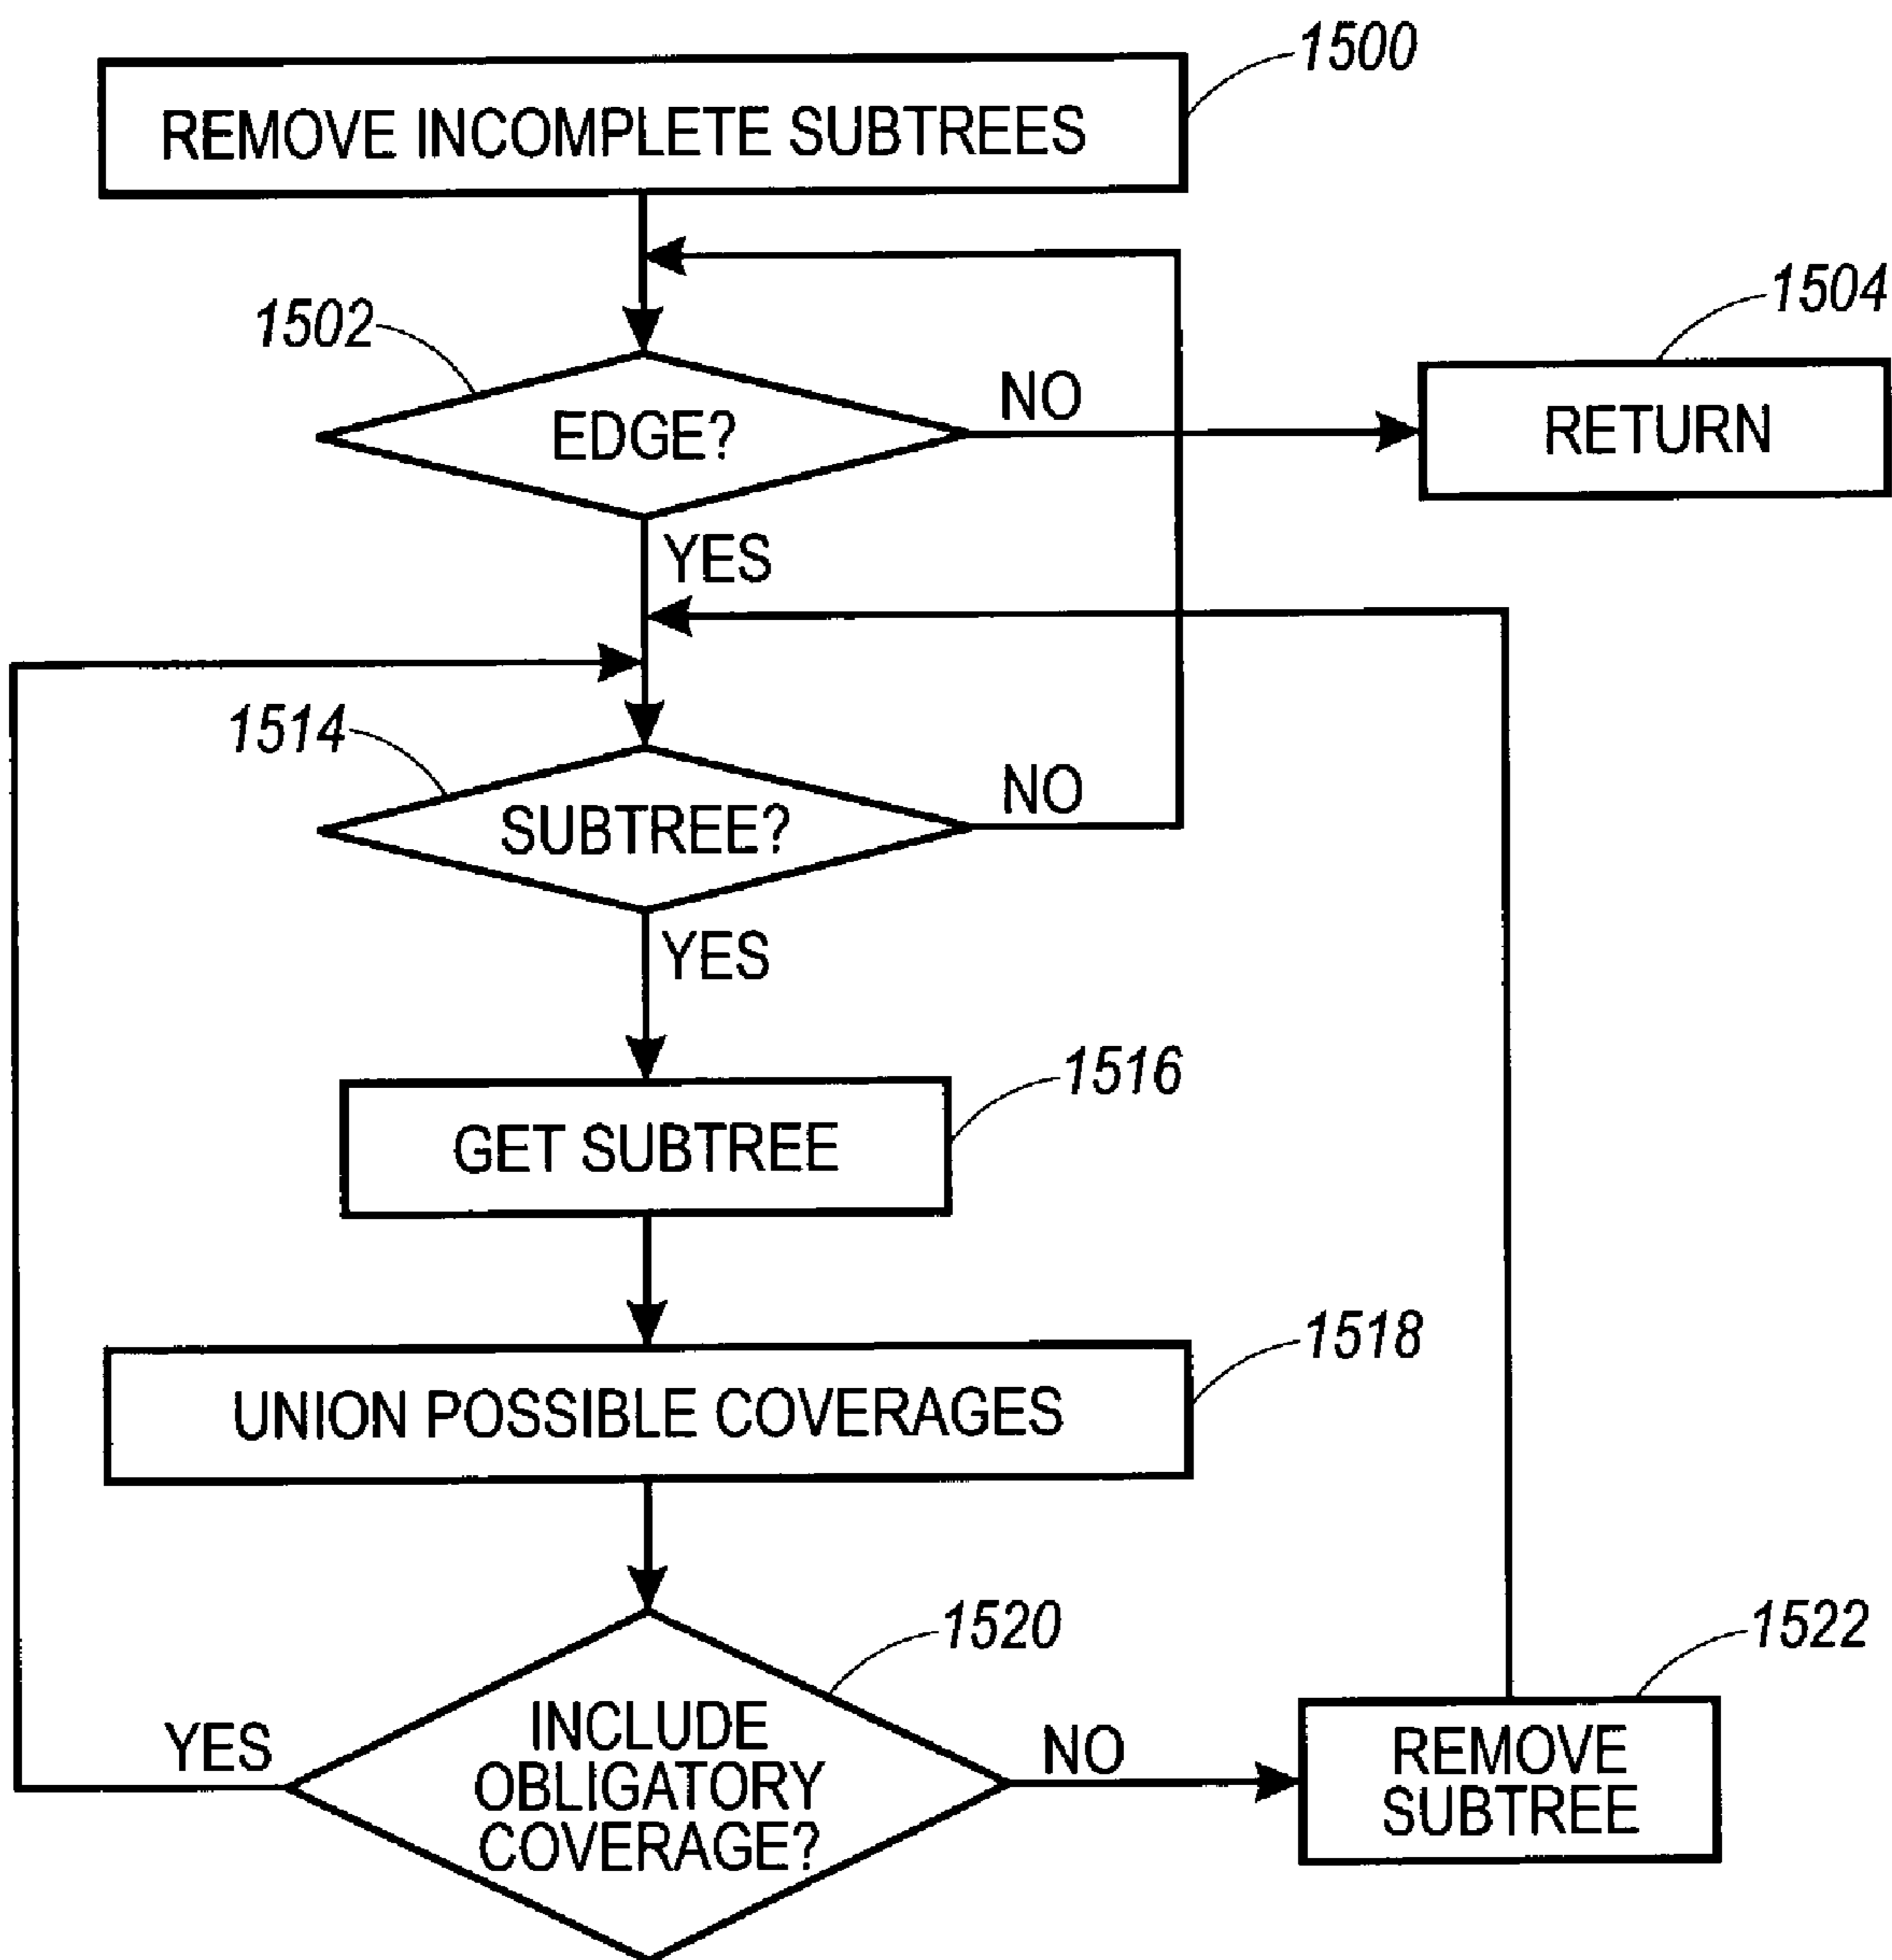 1500
REMOVE INCOMPLETE SUBTREES
1504
1502
EDGE?
NO
RETURN
YES
1514
SUBTREE?
NO
YES
1516
GET SUBTREE
1518
UNION POSSIBLE COVERAGES
1520
1522
YES
INCLUDE
OBLIGATORY
COVERAGE?
NO
REMOVE
SUBTREE